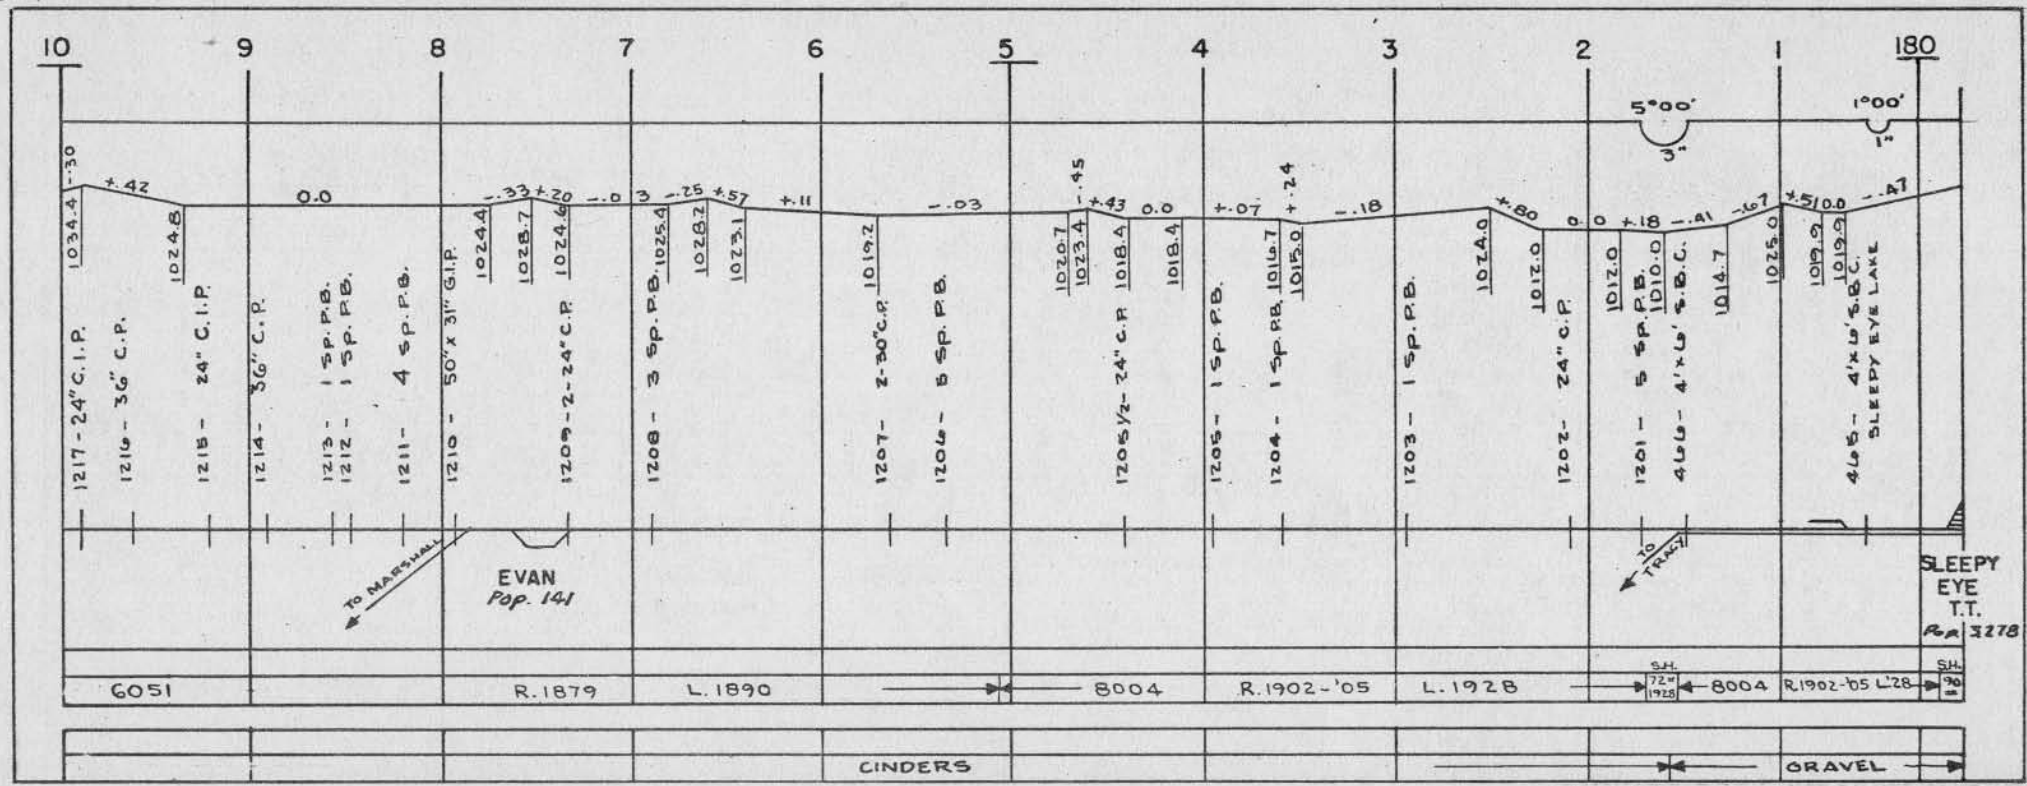 10 9 8 7 6 5 4 3 2 1 180
5°00' 1°00'
3" 1"
-.30 +.42 0.0 -.33 +.20 -.0 3 -.25 +.57 +.11 -.03 -.45 +.43 0.0 +.07 +.24 -.18 +.80 0.0 +.18 -.41 -.67 +.51 0.0 -.47
1034.4
1024.8
1024.4
1028.7
1024.6
1025.4
1028.2
1023.1
1019.2
1020.7
1023.4
1018.4
1018.4
1016.7
1015.0
1024.0
1012.0
1012.0
1010.0
1014.7
1025.0
1019.9
1019.9
1217 - 24" C.I.P.
1216 - 36" C.P.
1215 - 24" C.I.P.
1214 - 36" C.P.
1213 - 1 SP. P.B.
1212 - 1 SP. P.B.
1211 - 4 SP. P.B.
1210 - 50" X 31" G.I.P.
1209 - 2 - 24" C.P.
1208 - 3 SP. P.B.
1207 - 2-30" C.P.
1206 - 5 SP. P.B.
1205 1/2 - 24" C.P.
1205 - 1 SP. P.B.
1204 - 1 SP. P.B.
1203 - 1 SP. P.B.
1202 - 24" C.P.
1201 - 5 SP. P.B.
466 - 4'X6' S.B.C.
465 - 4'X6' S.B.C.
SLEEPY EYE LAKE
TO MARSHALL
EVAN
POP. 141
TO TRACY
SLEEPY
EYE
T.T.
POP. 3278
6051 R.1879 L.1890 8004 R.1902-'05 L.1928 S.H. 72# 1928 8004 R.1902-'05 L'28 S.H. 90#
CINDERS GRAVEL